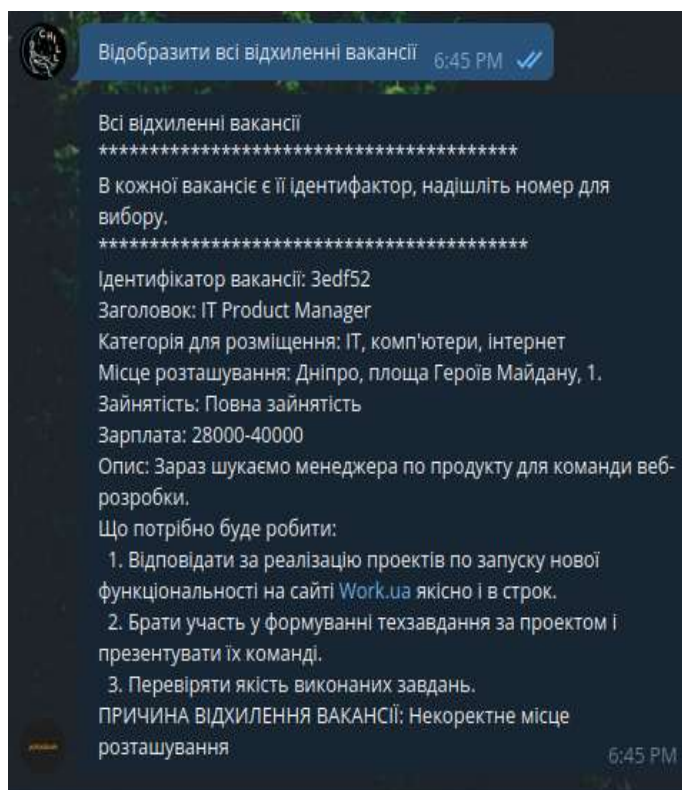 Відобразити всі відхиленні вакансії 6:45 PM
Всі відхиленні вакансії
******************************************
В кожної вакансіє є її ідентифактор, надішліть номер для
вибору.
*******************************************
Ідентифікатор вакансії: 3edf52
Заголовок: IT Product Manager
Категорія для розміщення: IT, комп'ютери, інтернет
Місце розташування: Дніпро, площа Героїв Майдану, 1.
Зайнятість: Повна зайнятість
Зарплата: 28000-40000
Опис: Зараз шукаємо менеджера по продукту для команди веб-
розробки.
Що потрібно буде робити:
1. Відповідати за реалізацію проектів по запуску нової
функціональності на сайті Work.ua якісно і в строк.
2. Брати участь у формуванні техзавдання за проектом і
презентувати їх команді.
3. Перевіряти якість виконаних завдань.
ПРИЧИНА ВІДХИЛЕННЯ ВАКАНСІЇ: Некоректне місце
розташування 6:45 PM